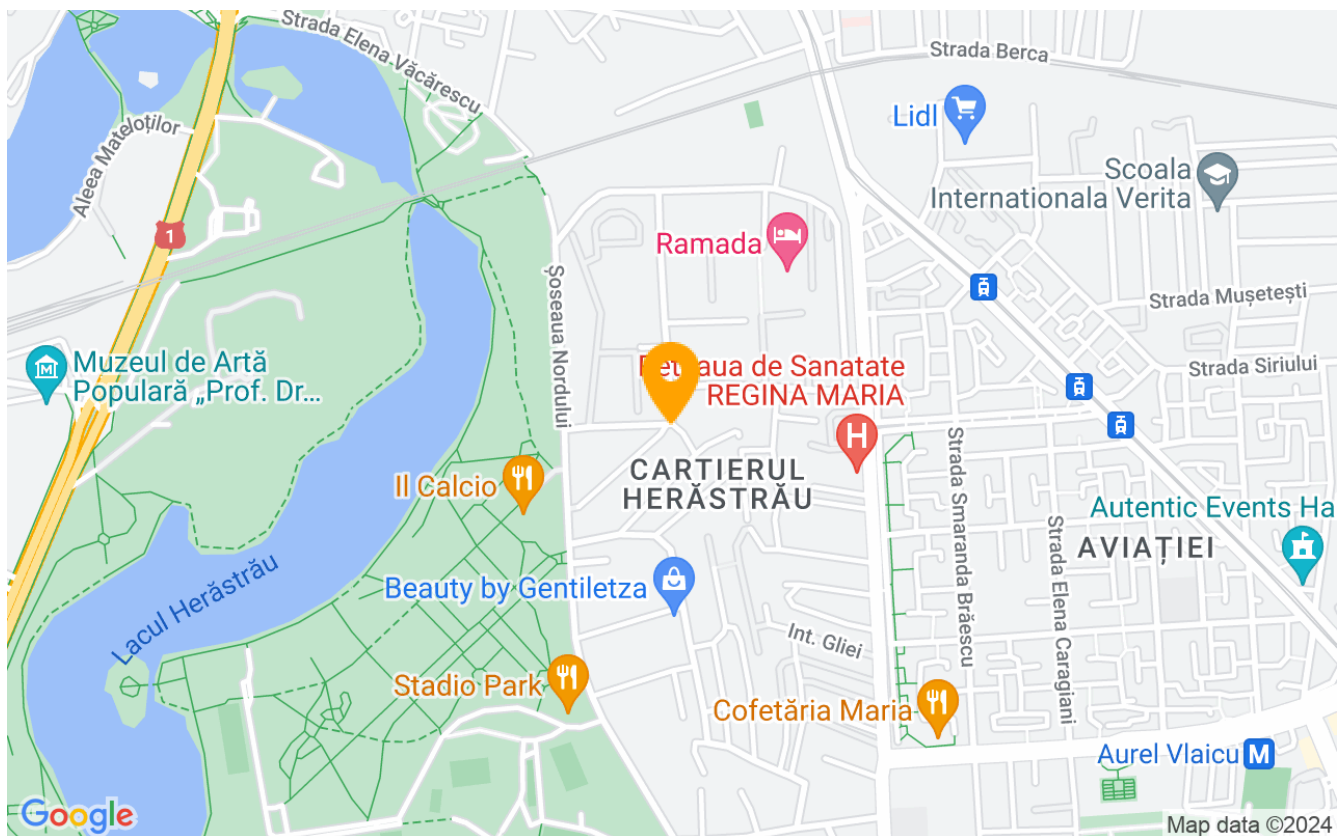 Strada Elena Văcărescu
Strada Berca
Lidl
Aleea Mateloților
Scoala
Internationala Verita
1
Ramada
Șoseaua Nordului
Strada Mușetești
Muzeul de Artă
Populară „Prof. Dr...
de Sanatate
REGINA MARIA
Strada Siriului
H
CARTIERUL
HERĂSTRĂU
Il Calcio
Strada Smaranda Brăescu
Strada Elena Caragiani
Autentic Events Ha
AVIAȚIEI
Lacul Herăstrău
Beauty by Gentiletza
Int. Gliei
Stadio Park
Cofetăria Maria
Aurel Vlaicu M
Google
Map data ©2024